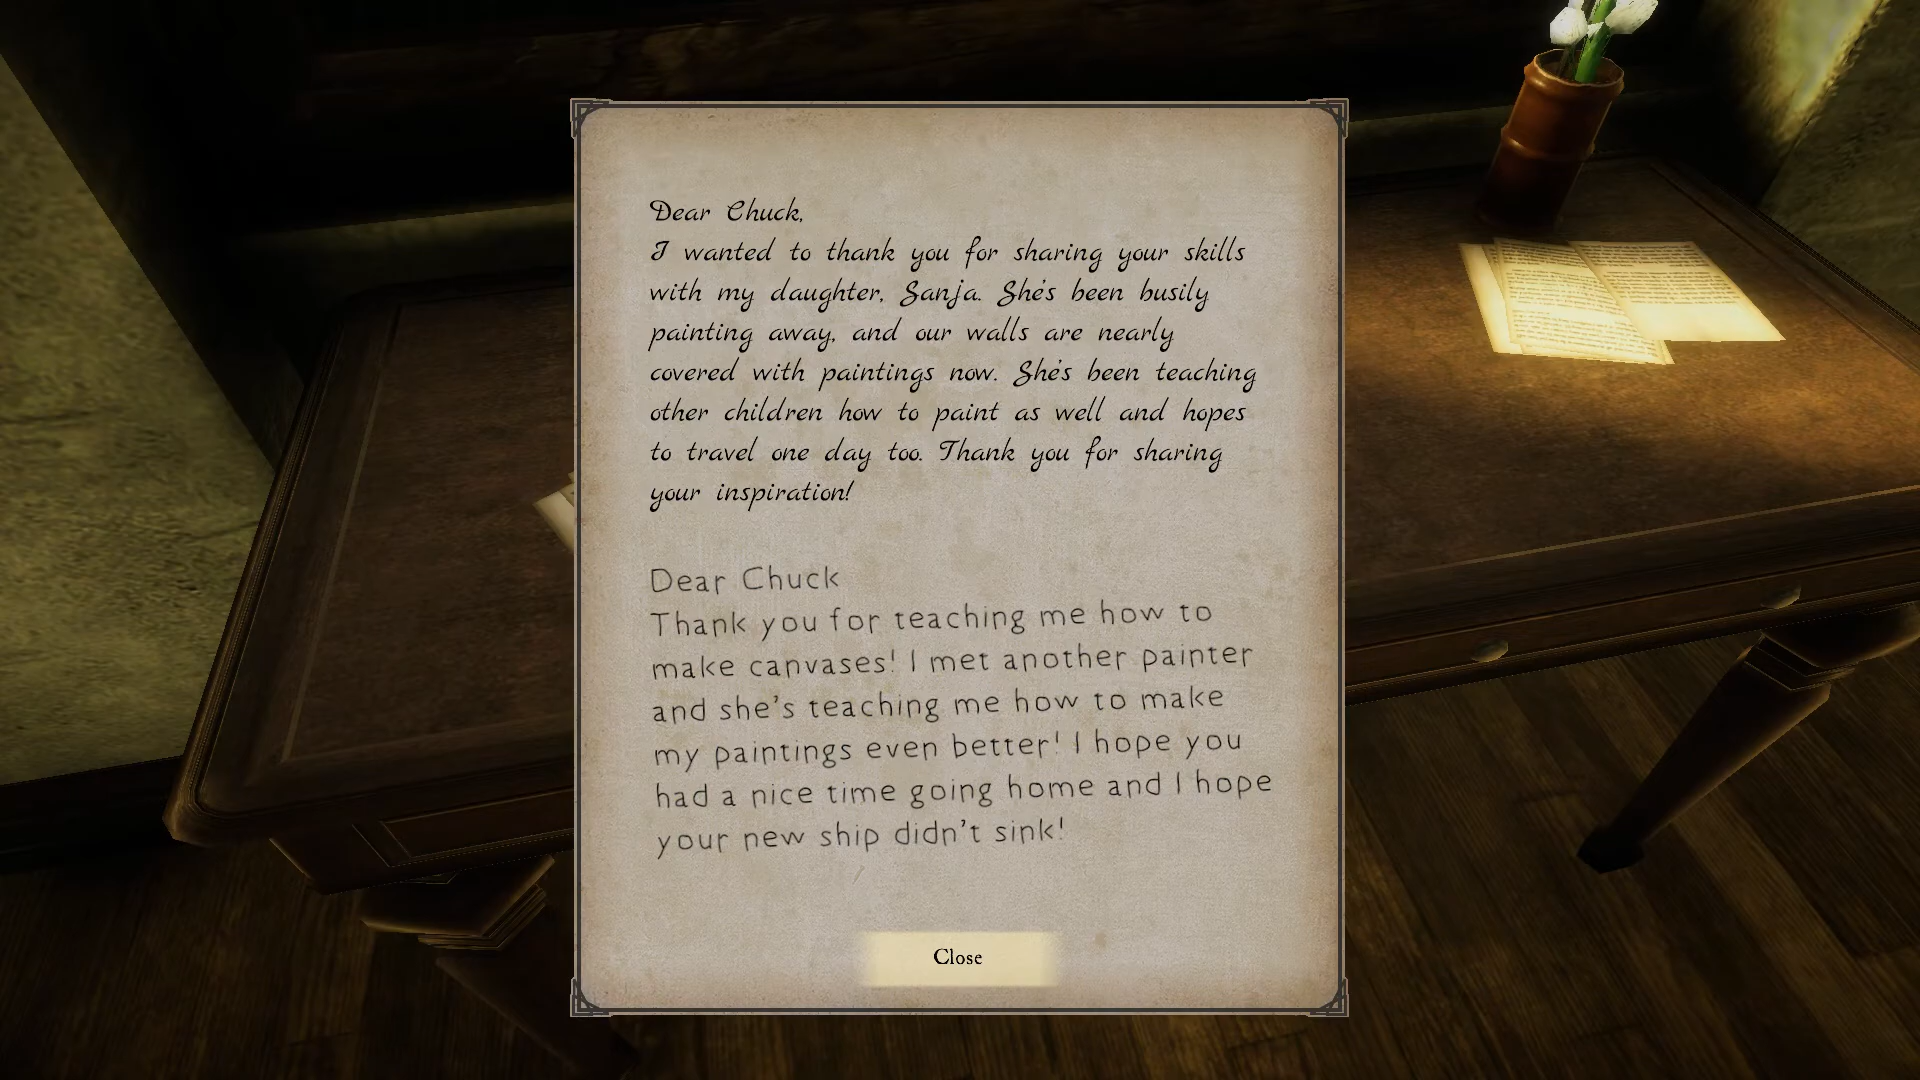 Dear Chuck,
I wanted to thank you for sharing your skills
with my daughter, Sanja. She's been busily
painting away, and our walls are nearly
covered with paintings now. She's been teaching
other children how to paint as well and hopes
to travel one day too. Thank you for sharing
your inspiration!
Dear Chuck
Thank you for teaching me how to
make canvases! I met another painter
and she's teaching me how to make
my paintings even better! I hope you
had a nice time going home and I hope
your new ship didn't sink!
Close